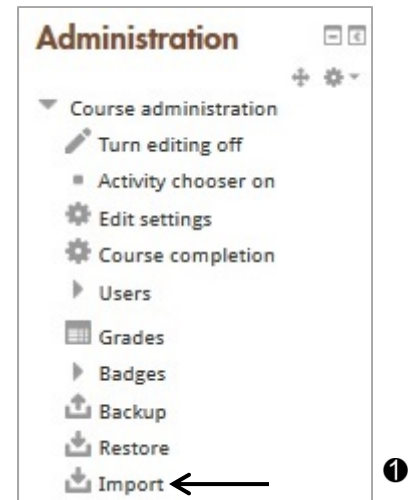 Administration
Course administration
Turn editing off
Activity chooser on
Edit settings
Course completion
Users
Grades
Badges
Backup
Restore
Import ❶